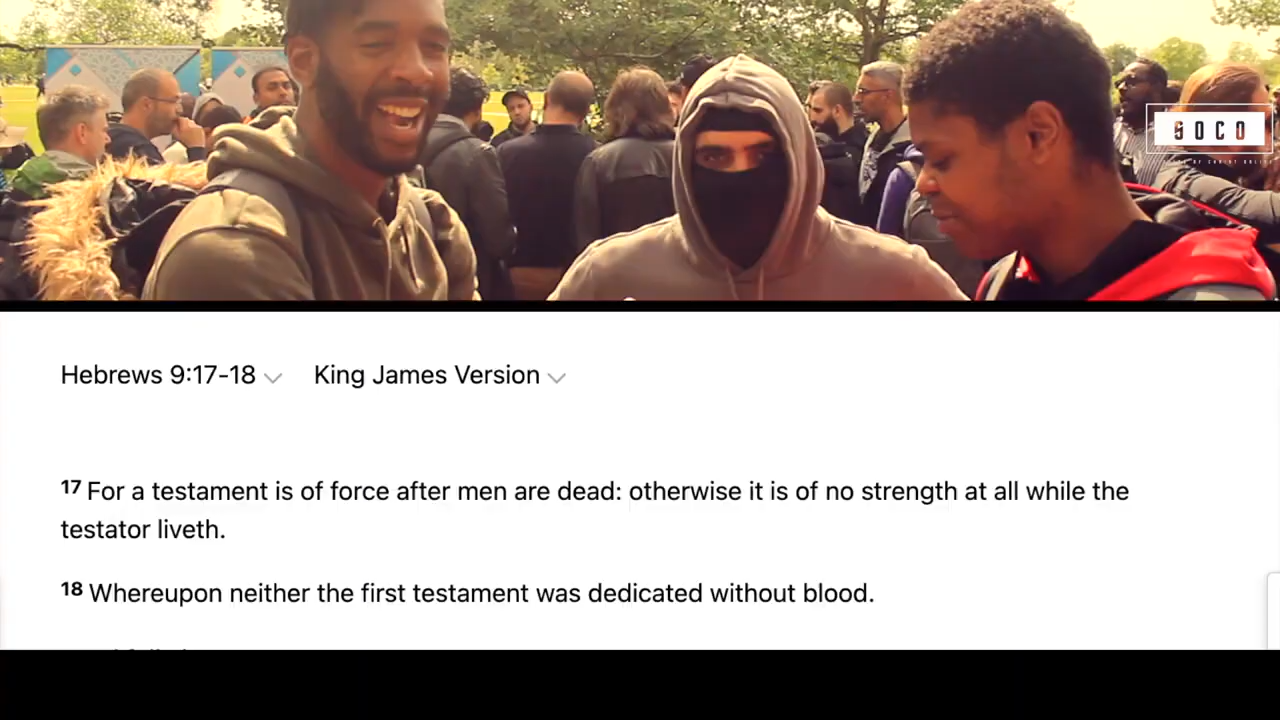 GOCO
Hebrews 9:17-18 King James Version
17 For a testament is of force after men are dead: otherwise it is of no strength at all while the
testator liveth.
18 Whereupon neither the first testament was dedicated without blood.